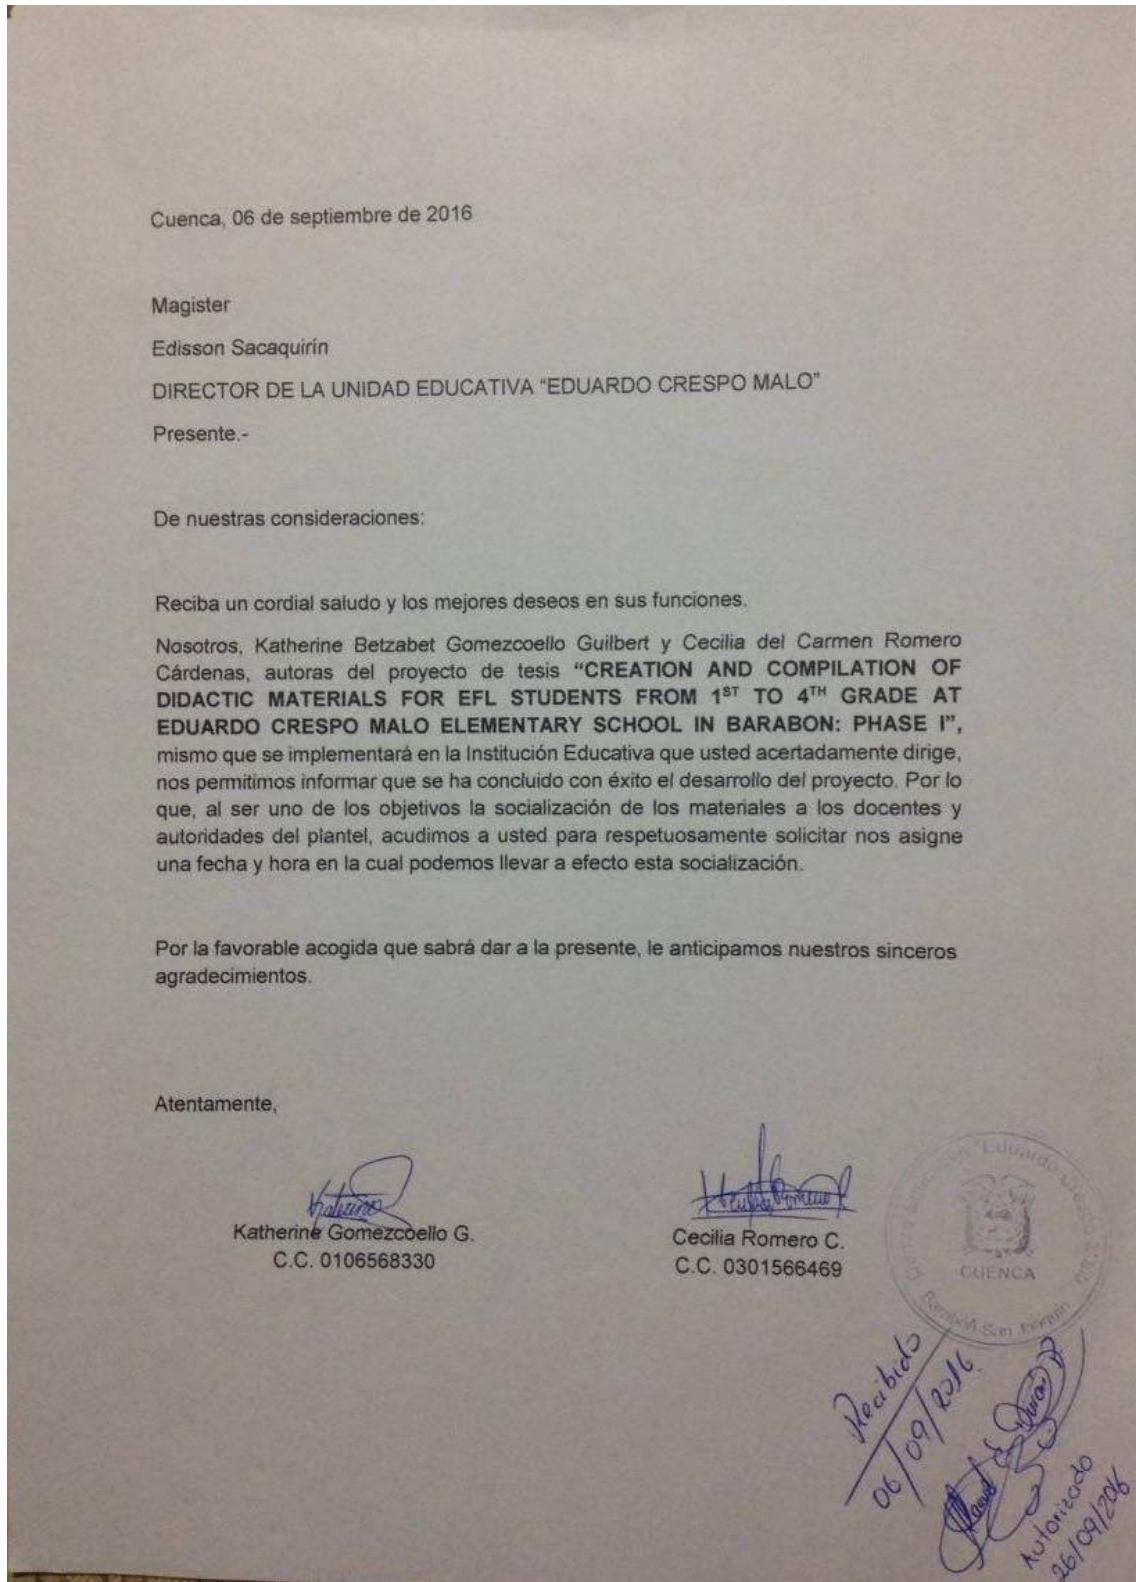 Cuenca, 06 de septiembre de 2016
Magister
Edisson Sacaquirín
DIRECTOR DE LA UNIDAD EDUCATIVA “EDUARDO CRESPO MALO”
Presente.-
De nuestras consideraciones:
Reciba un cordial saludo y los mejores deseos en sus funciones.
Nosotros, Katherine Betzabet Gomezcoello Guilbert y Cecilia del Carmen Romero
Cárdenas, autoras del proyecto de tesis “CREATION AND COMPILATION OF
DIDACTIC MATERIALS FOR EFL STUDENTS FROM 1ST TO 4TH GRADE AT
EDUARDO CRESPO MALO ELEMENTARY SCHOOL IN BARABON: PHASE I”,
mismo que se implementará en la Institución Educativa que usted acertadamente dirige,
nos permitimos informar que se ha concluido con éxito el desarrollo del proyecto. Por lo
que, al ser uno de los objetivos la socialización de los materiales a los docentes y
autoridades del plantel, acudimos a usted para respetuosamente solicitar nos asigne
una fecha y hora en la cual podemos llevar a efecto esta socialización.
Por la favorable acogida que sabrá dar a la presente, le anticipamos nuestros sinceros
agradecimientos.
Atentamente,
Katherine Gomezcoello G.
C.C. 0106568330
Cecilia Romero C.
C.C. 0301566469
"Eduardo
CUENCA
Barabón San Joaquín
Recibido
06/09/2016
Autorizado
26/09/2016